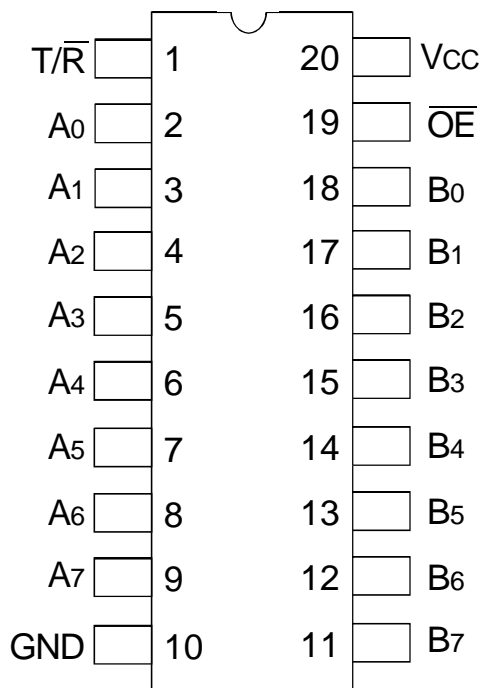 T/R̅ 1 20 VCC
A0 2 19 O̅E̅
A1 3 18 B0
A2 4 17 B1
A3 5 16 B2
A4 6 15 B3
A5 7 14 B4
A6 8 13 B5
A7 9 12 B6
GND 10 11 B7